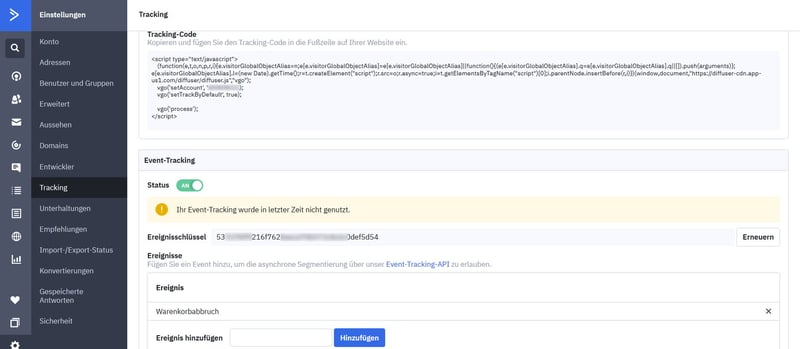 Einstellungen
Tracking
Konto
Adressen
Benutzer und Gruppen
Erweitert
Aussehen
Domains
Entwickler
Tracking
Unterhaltungen
Empfehlungen
Import-/Export-Status
Konvertierungen
Gespeicherte
Antworten
Sicherheit
Tracking-Code
Kopieren und fügen Sie den Tracking-Code in die Fußzeile auf Ihrer Website ein.
<script type="text/javascript">
(function(e,t,o,n,p,r,i){e.visitorGlobalObjectAlias=n;e[e.visitorGlobalObjectAlias]=e[e.visitorGlobalObjectAlias]||function(){(e[e.visitorGlobalObjectAlias].q=e[e.visitorGlobalObjectAlias].q||[]).push(arguments)};
e[e.visitorGlobalObjectAlias].l=(new Date).getTime();r=t.createElement("script");r.src=o;r.async=true;i=t.getElementsByTagName("script")[0];i.parentNode.insertBefore(r,i)})(window,document,"https://diffuser-cdn.app-
us1.com/diffuser/diffuser.js","vgo");
vgo('setAccount', ');
vgo('setTrackByDefault', true);
vgo('process');
</script>
Event-Tracking
Status AN
Ihr Event-Tracking wurde in letzter Zeit nicht genutzt.
Ereignisschlüssel 53 216f762 0def5d54 Erneuern
Ereignisse
Fügen Sie ein Event hinzu, um die asynchrone Segmentierung über unser Event-Tracking-API zu erlauben.
Ereignis
Warenkorbabbruch
Ereignis hinzufügen Hinzufügen